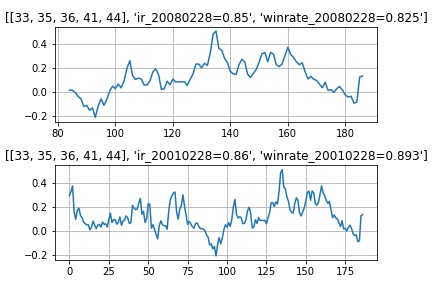 [[33, 35, 36, 41, 44], 'ir_20080228=0.85', 'winrate_20080228=0.825']
0.4
0.2
0.0
−0.2
80 100 120 140 160 180
[[33, 35, 36, 41, 44], 'ir_20010228=0.86', 'winrate_20010228=0.893']
0.4
0.2
0.0
−0.2
0 25 50 75 100 125 150 175